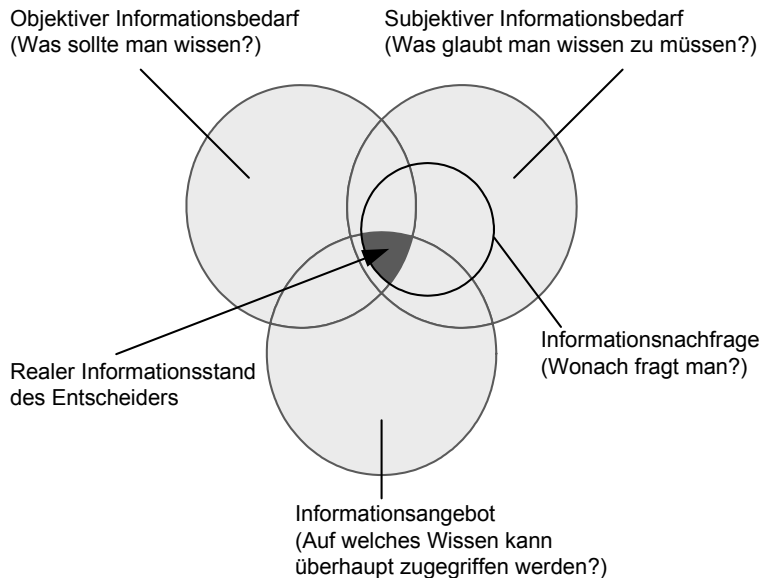 Objektiver Informationsbedarf
(Was sollte man wissen?)
Subjektiver Informationsbedarf
(Was glaubt man wissen zu müssen?)
Informationsnachfrage
(Wonach fragt man?)
Realer Informationsstand
des Entscheiders
Informationsangebot
(Auf welches Wissen kann
überhaupt zugegriffen werden?)